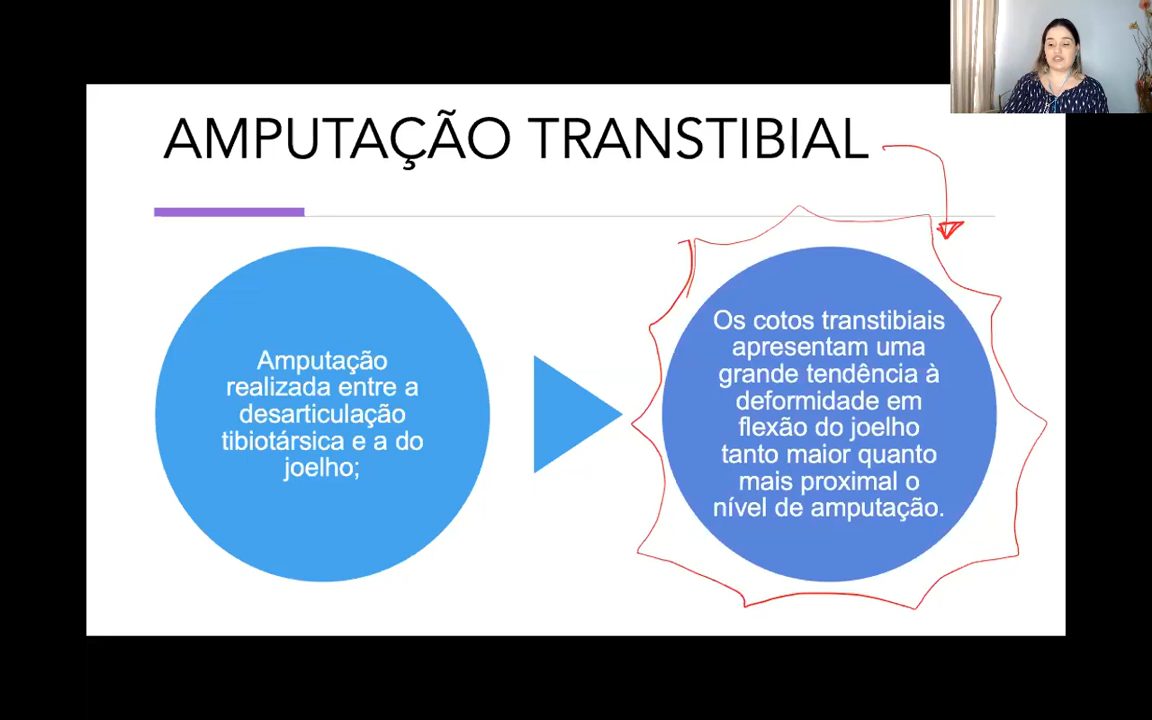 AMPUTAÇÃO TRANSTIBIAL
Amputação
realizada entre a
desarticulação
tibiotársica e a do
joelho;
Os cotos transtibiais
apresentam uma
grande tendência à
deformidade em
flexão do joelho
tanto maior quanto
mais proximal o
nível de amputação.